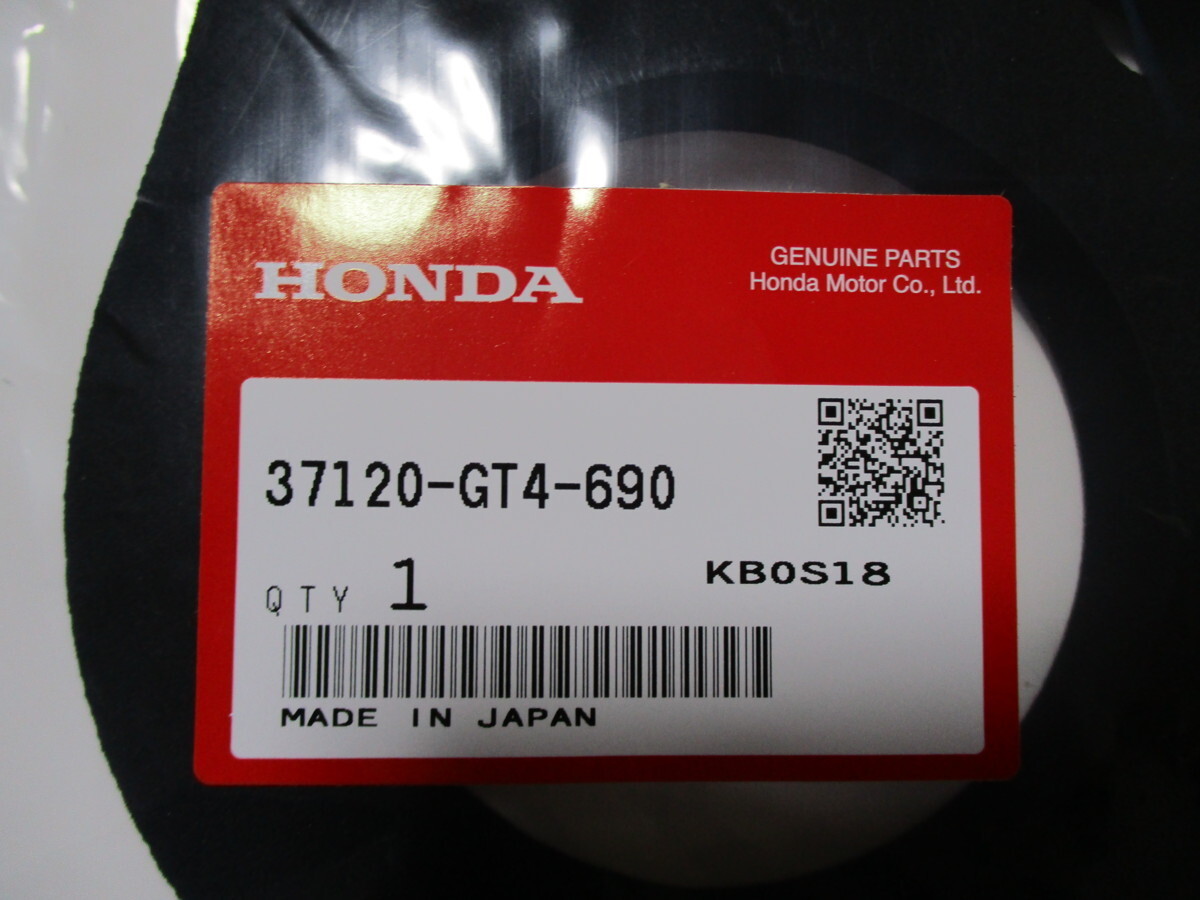 HONDA
GENUINE PARTS
Honda Motor Co., Ltd.
37120-GT4-690
KB0S18
QTY 1
MADE IN JAPAN